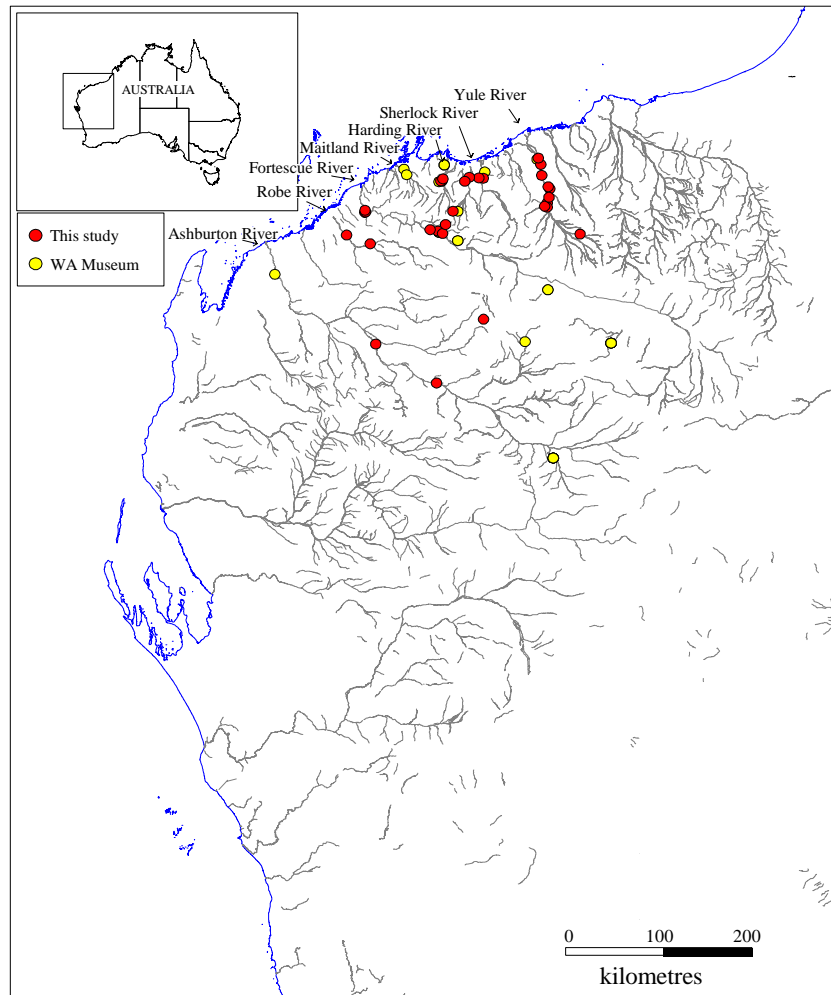 AUSTRALIA
Yule River
Sherlock River
Harding River
Maitland River
Fortescue River
Robe River
Ashburton River
This study
WA Museum
0 100 200
kilometres